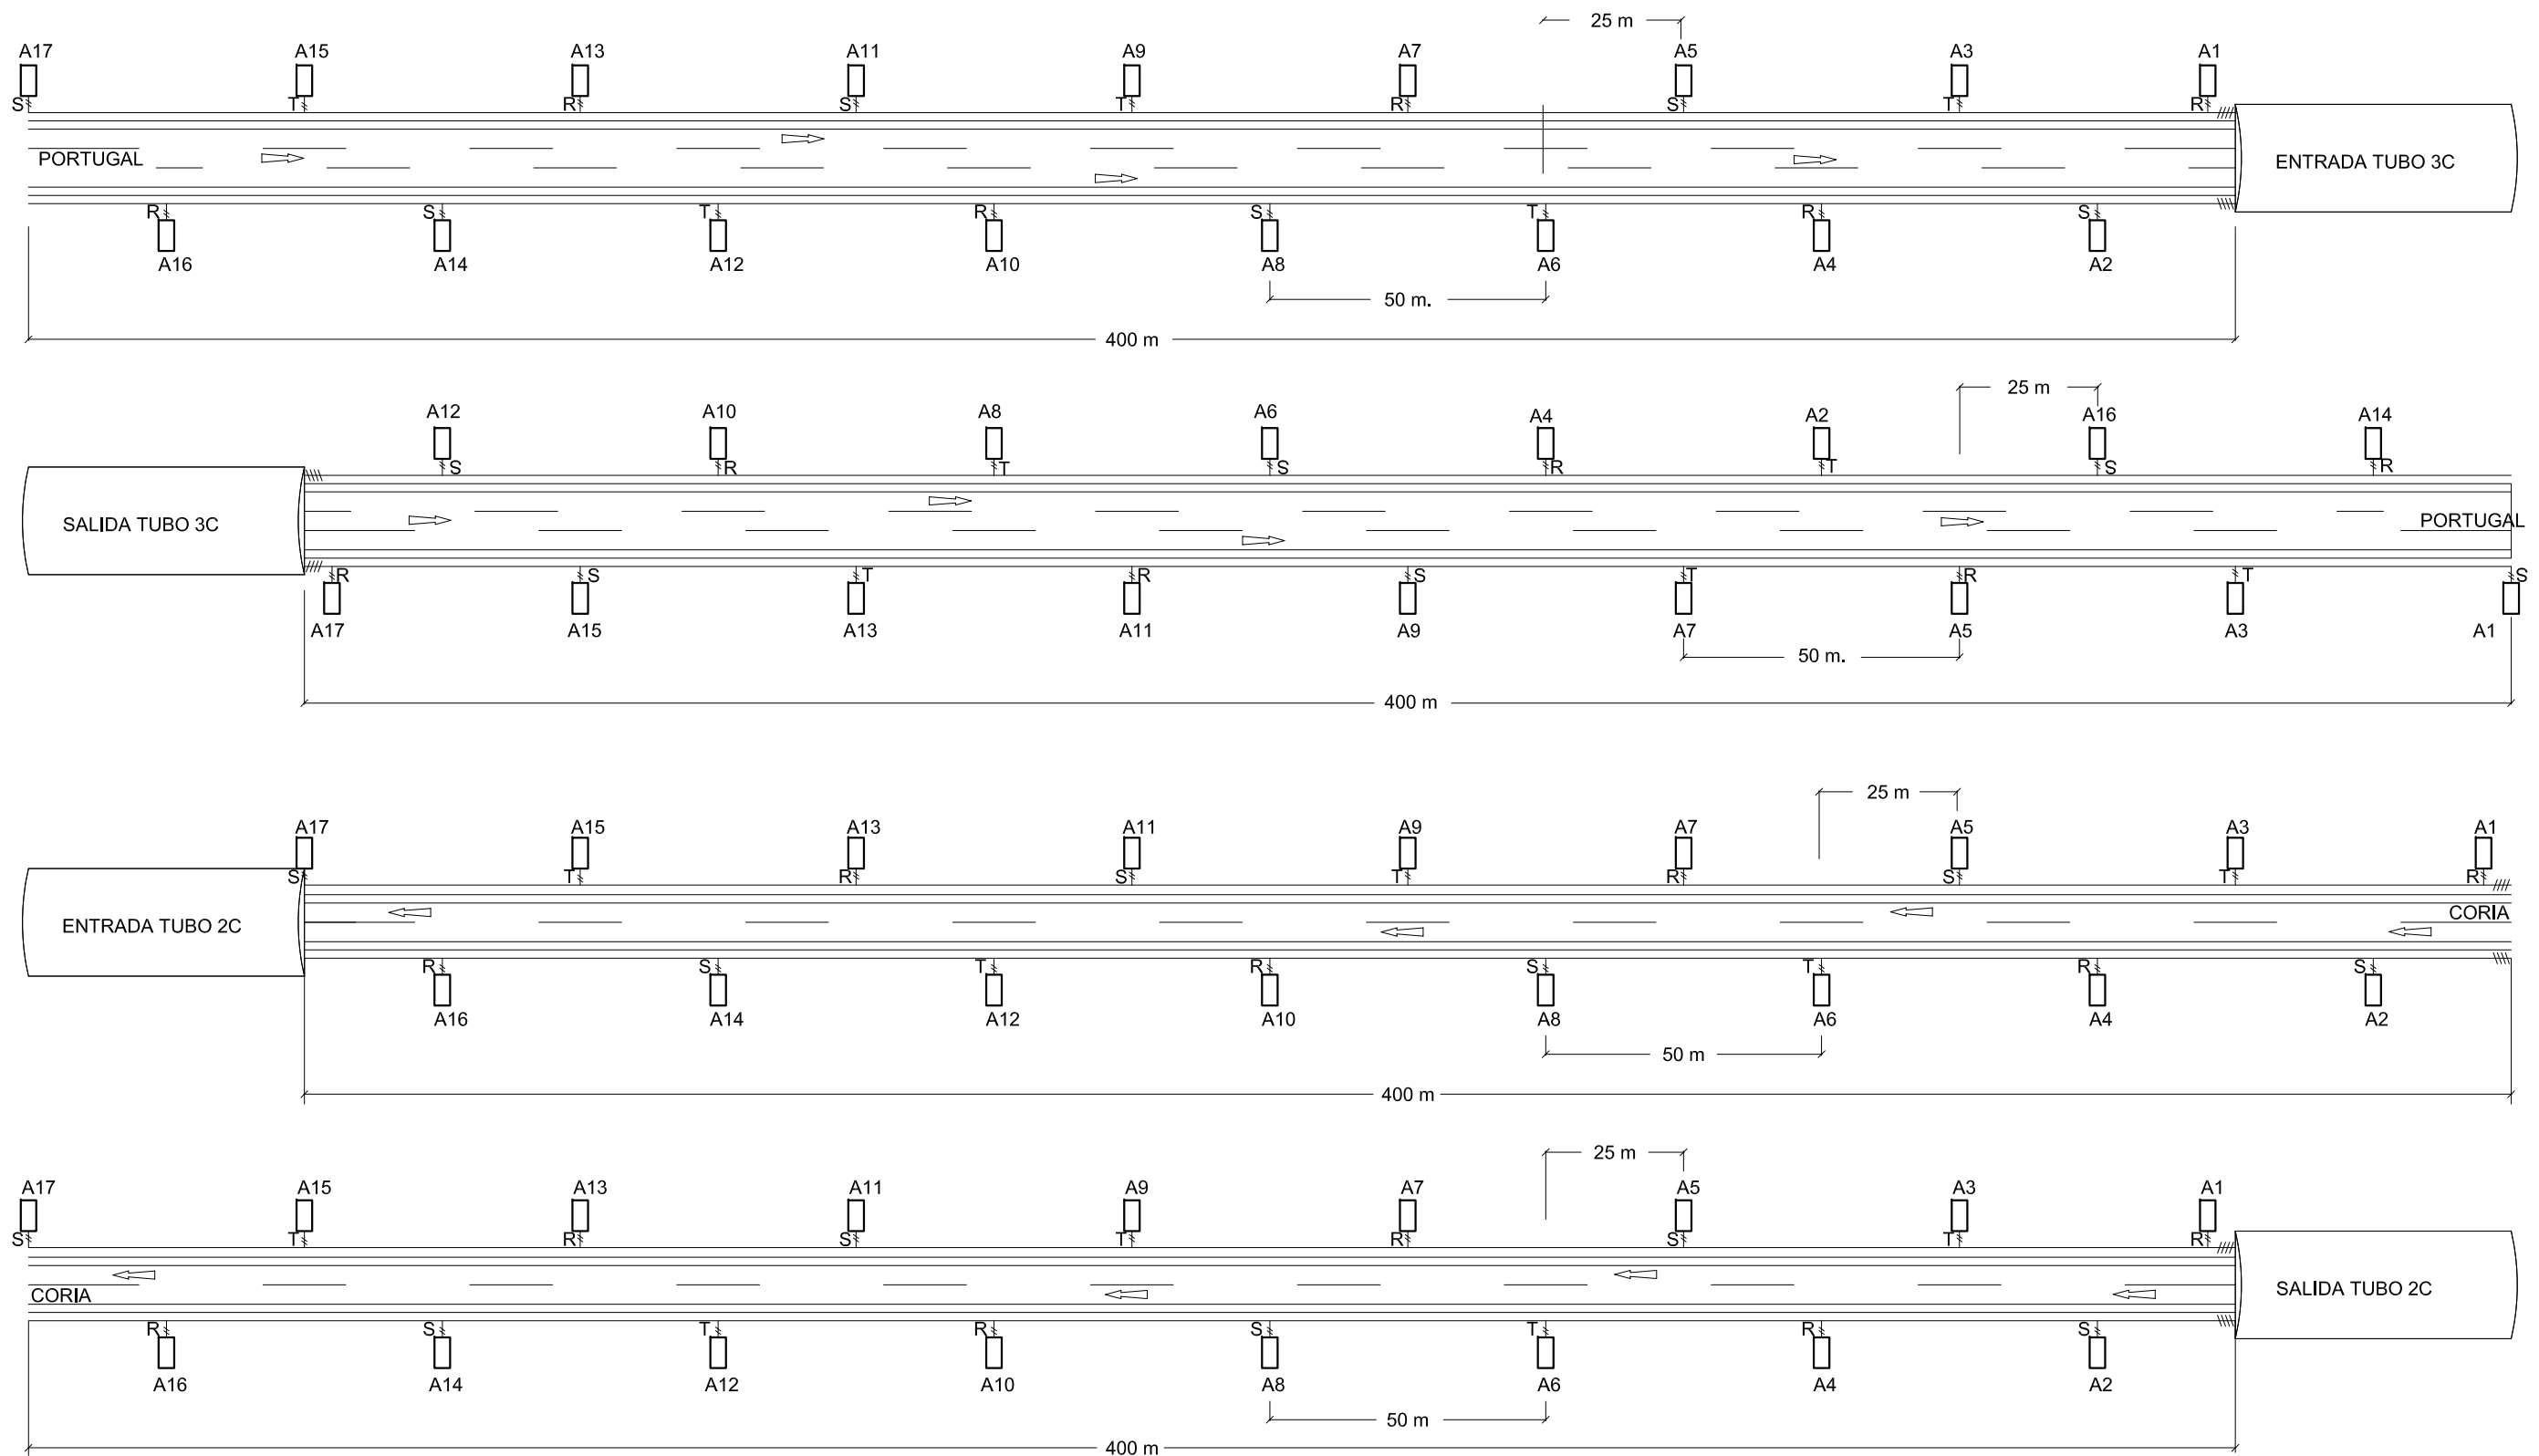 25 m
A17 A15 A13 A11 A9 A7 A5 A3 A1
S T R S T R S T R
PORTUGAL
ENTRADA TUBO 3C
R S T R S T R S
A16 A14 A12 A10 A8 A6 A4 A2
50 m.
400 m
25 m
A12 A10 A8 A6 A4 A2 A16 A14
S R T S R T S R
SALIDA TUBO 3C
PORTUGAL
R S T R S T R T S
A17 A15 A13 A11 A9 A7 A5 A3 A1
50 m.
400 m
25 m
A17 A15 A13 A11 A9 A7 A5 A3 A1
S T R S T R S T R
ENTRADA TUBO 2C
CORIA
R S T R S T R S
A16 A14 A12 A10 A8 A6 A4 A2
50 m
400 m
25 m
A17 A15 A13 A11 A9 A7 A5 A3 A1
S T R S T R S T R
CORIA
SALIDA TUBO 2C
R S T R S T R S
A16 A14 A12 A10 A8 A6 A4 A2
50 m
400 m